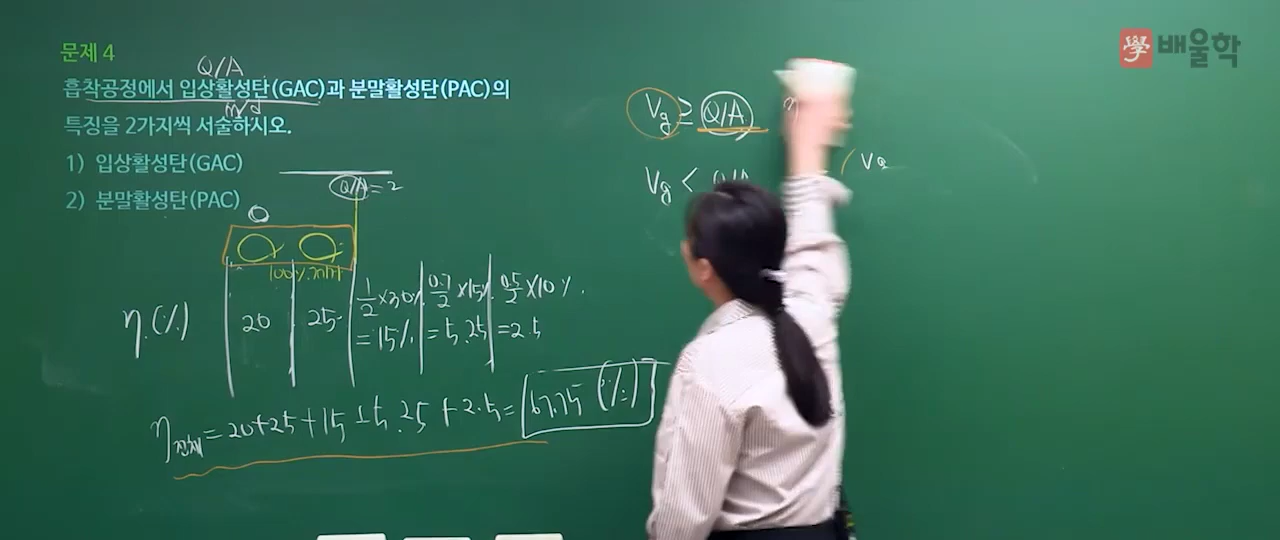 學 배울학
문제 4
Q/A
흡착공정에서 입상활성탄(GAC)과 분말활성탄(PAC)의
m/d
특징을 2가지씩 서술하시오.
1) 입상활성탄(GAC)
2) 분말활성탄(PAC)
Q/A = 2
Vg ≥ Q/A η
Vg < Q/A
Vg
100%
η(%) 20 25 1/2 × 30% = 15% 0.7/2 × 15% = 5.25 0.5/2 × 10% = 2.5
η전체 = 20 + 25 + 15 + 5.25 + 2.5 = 67.75 (%)